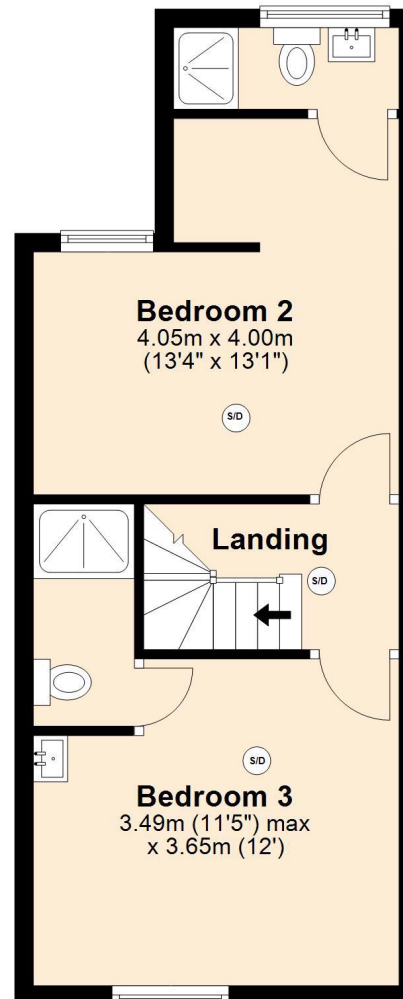 Bedroom 2
4.05m x 4.00m
(13'4" x 13'1")
S/D
Landing
S/D
S/D
Bedroom 3
3.49m (11'5") max
x 3.65m (12')